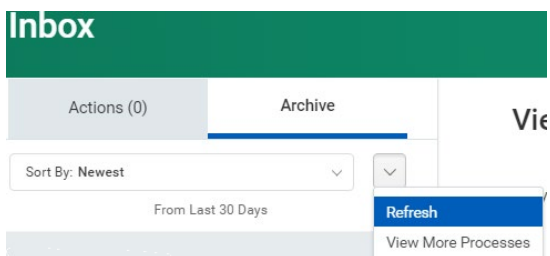 Inbox
Actions (0)
Archive
Sort By: Newest
From Last 30 Days
Refresh
View More Processes